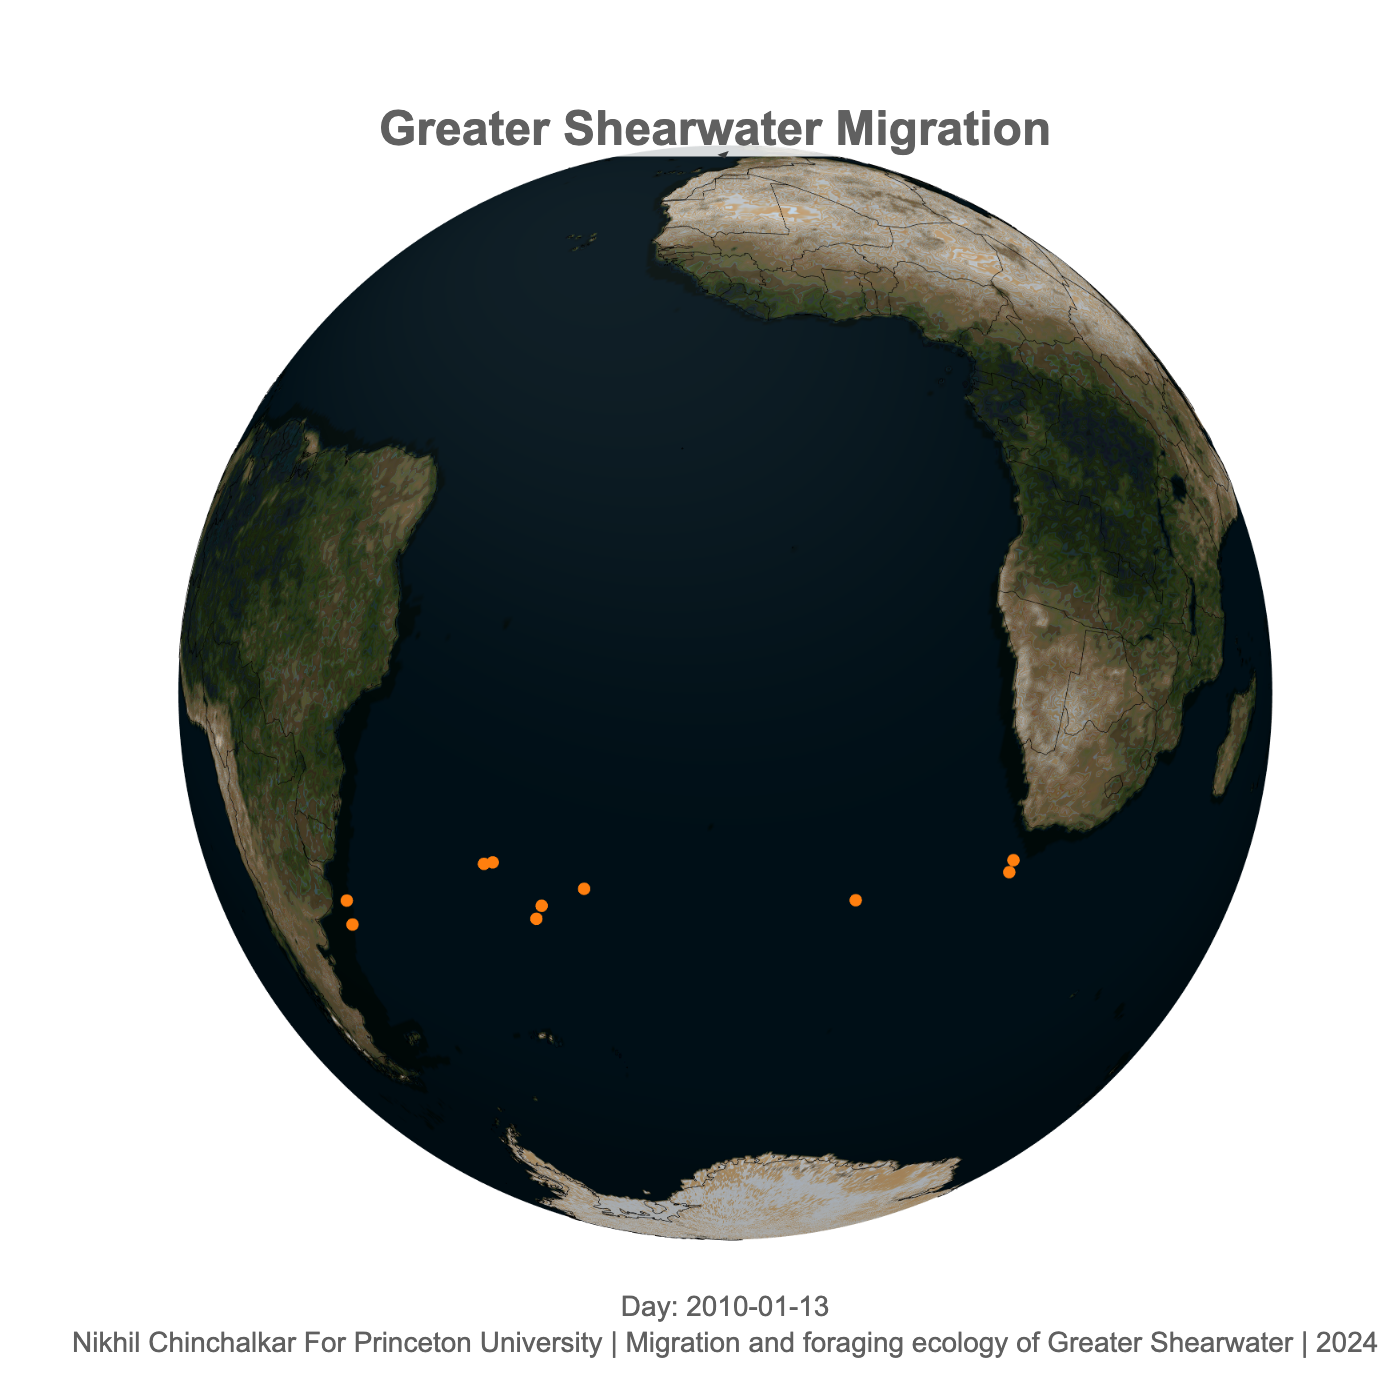 Greater Shearwater Migration
Day: 2010-01-13
Nikhil Chinchalkar For Princeton University | Migration and foraging ecology of Greater Shearwater | 2024